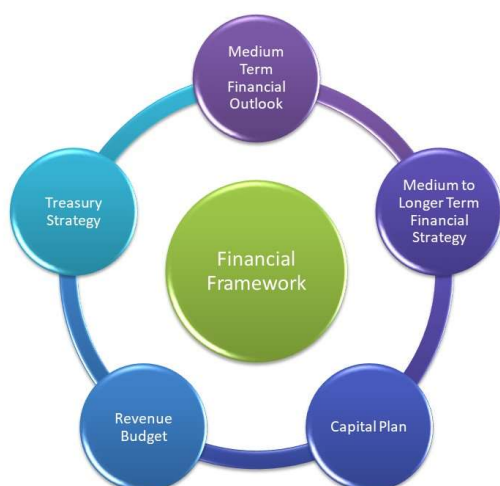 Medium
Term
Financial
Outlook
Medium to
Longer Term
Financial
Strategy
Capital Plan
Revenue
Budget
Treasury
Strategy
Financial
Framework